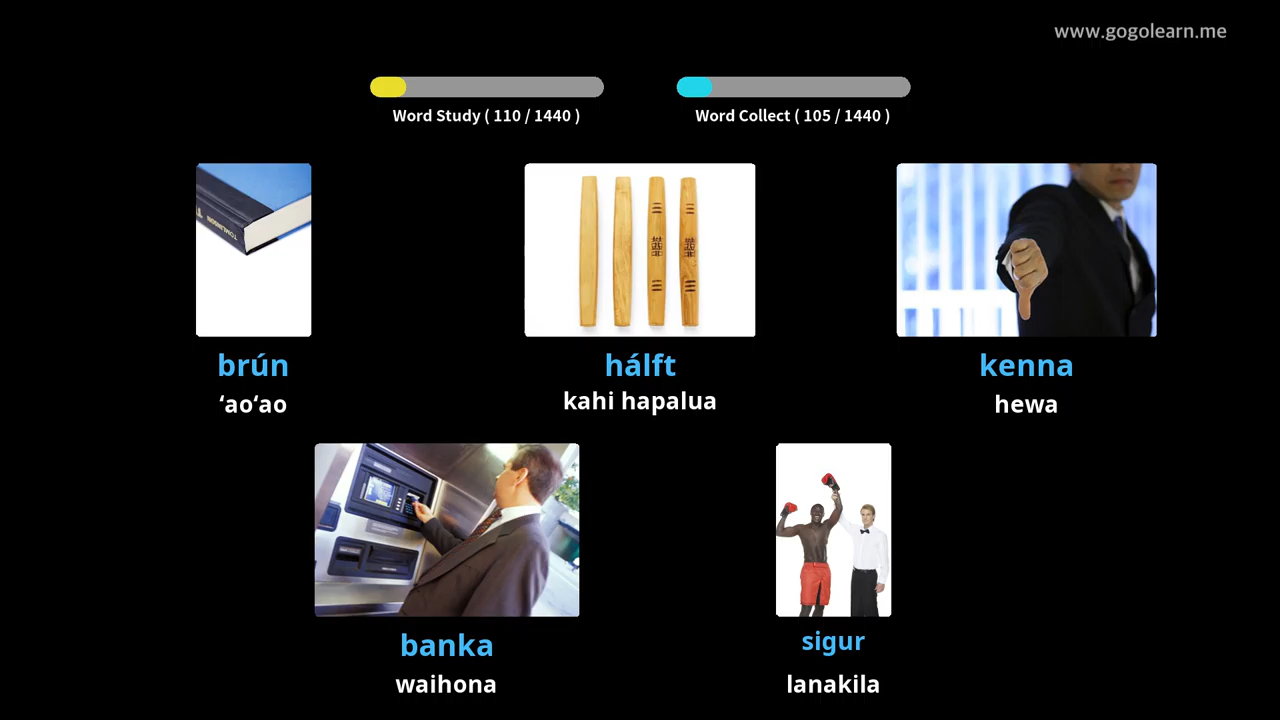 www.gogolearn.me
Word Study ( 110 / 1440 )
Word Collect ( 105 / 1440 )
TOMLINSON
brún
ʻaoʻao
hálft
kahi hapalua
kenna
hewa
banka
waihona
sigur
lanakila